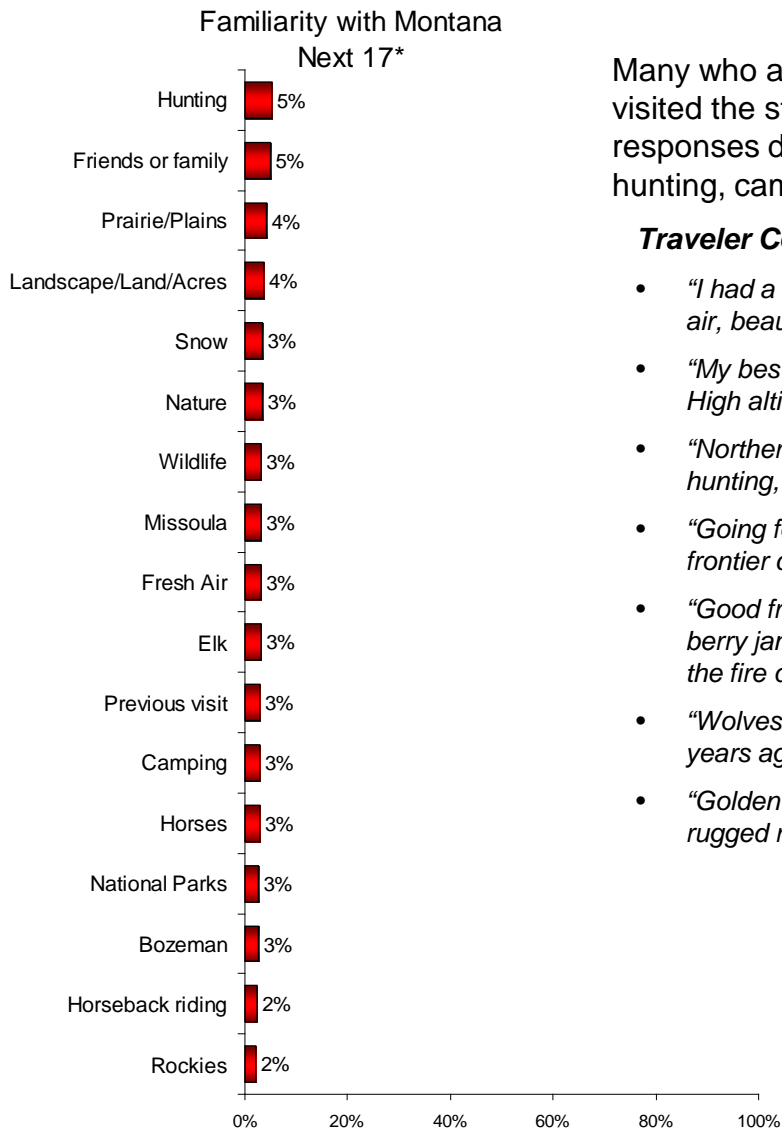 Familiarity with Montana
Next 17*
Hunting 5%
Friends or family 5%
Prairie/Plains 4%
Landscape/Land/Acres 4%
Snow 3%
Nature 3%
Wildlife 3%
Missoula 3%
Fresh Air 3%
Elk 3%
Previous visit 3%
Camping 3%
Horses 3%
National Parks 3%
Bozeman 3%
Horseback riding 2%
Rockies 2%
0% 20% 40% 60% 80% 100%
Many who a
visited the s
responses d
hunting, can
Traveler C
• “I had a
air, beau
• “My bes
High alti
• “Norther
hunting,
• “Going f
frontier
• “Good fr
berry jar
the fire
• “Wolves
years ag
• “Golden
rugged